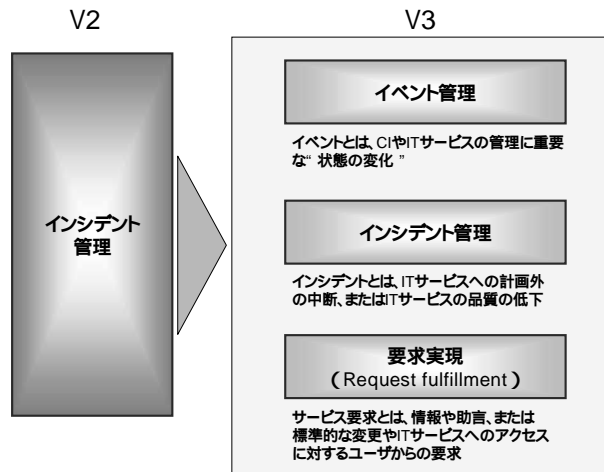 V2
V3
インシデント
管理
イベント管理
イベントとは、CIやITサービスの管理に重要
な“ 状態の変化 ”
インシデント管理
インシデントとは、ITサービスへの計画外
の中断、またはITサービスの品質の低下
要求実現
（Request fulfillment）
サービス要求とは、情報や助言、または
標準的な変更やITサービスへのアクセス
に対するユーザからの要求